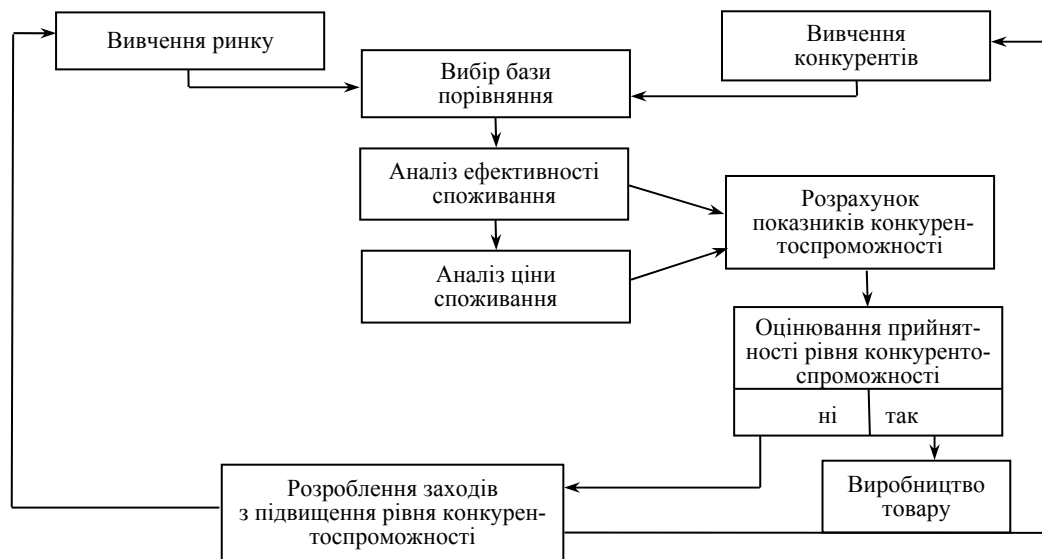 Вивчення ринку
Вивчення
конкурентів
Вибір бази
порівняння
Аналіз ефективності
споживання
Розрахунок
показників конкурен-
тоспроможності
Аналіз ціни
споживання
Оцінювання прийнят-
ності рівня конкуренто-
спроможності
ні так
Розроблення заходів
з підвищення рівня конкурен-
тоспроможності
Виробництво
товару